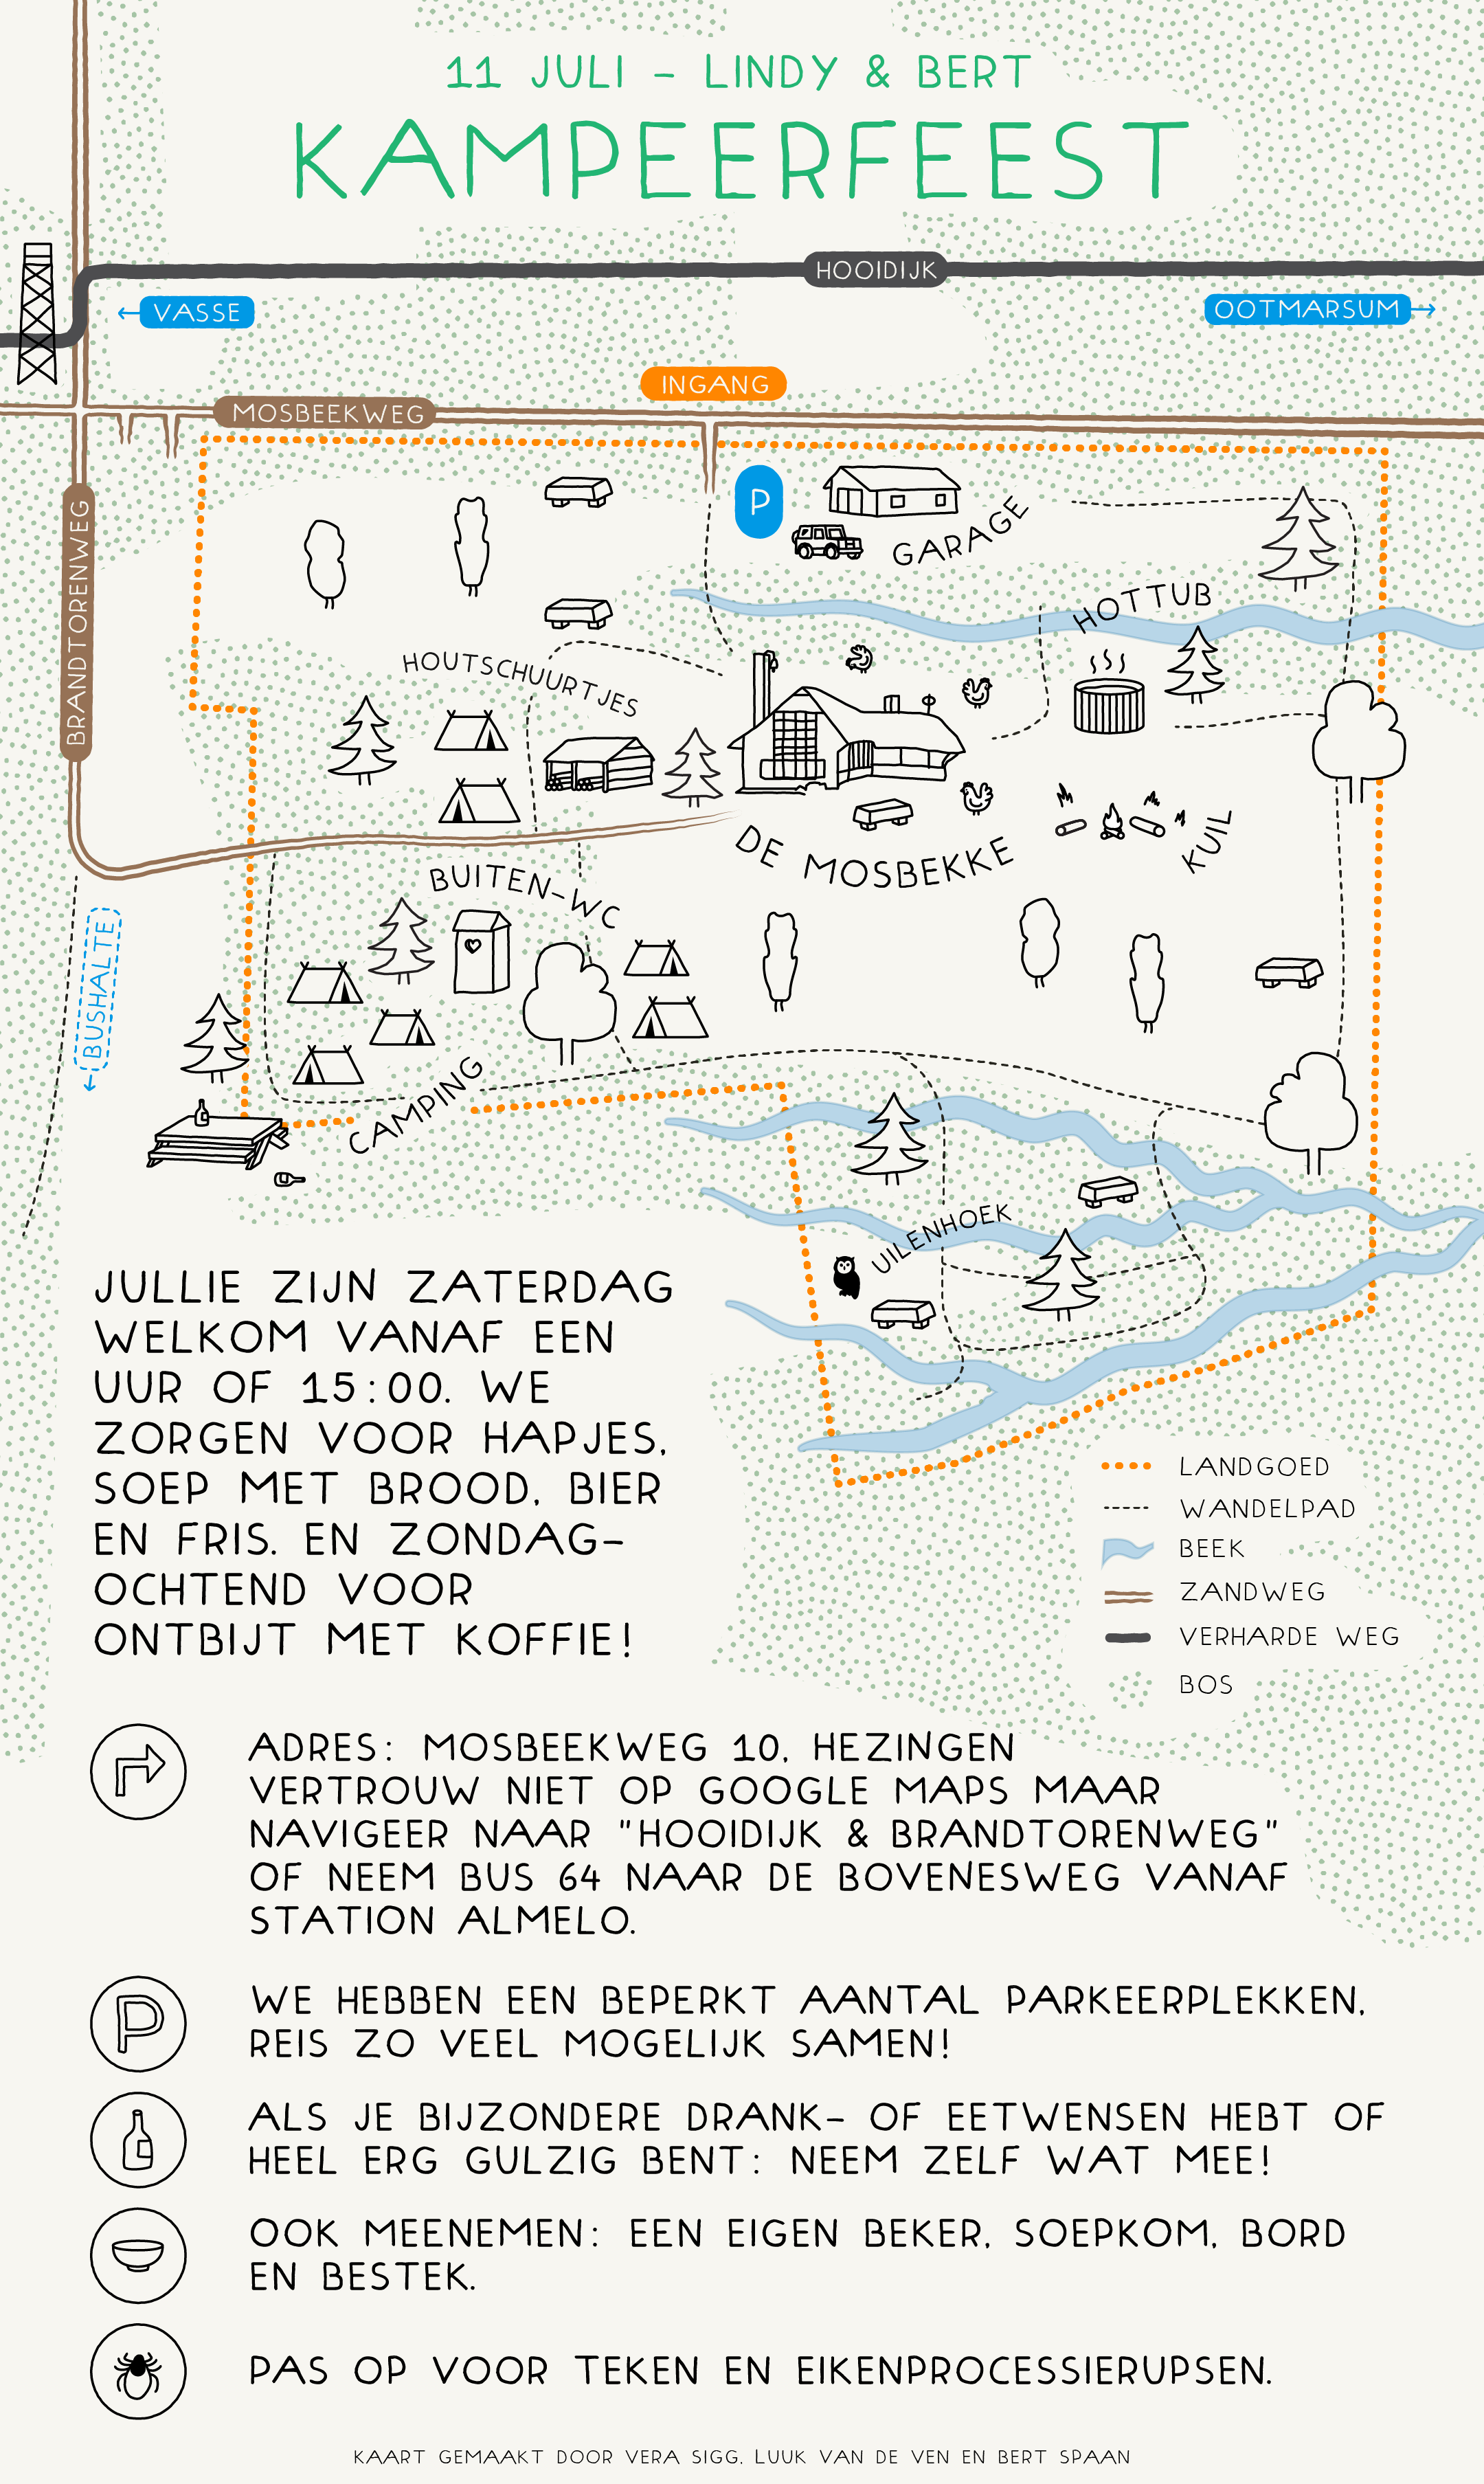 11 JULI - LINDY & BERT
KAMPEERFEEST
HOOIDIJK
VASSE
OOTMARSUM
INGANG
MOSBEEKWEG
BRANDTORENWEG
P
GARAGE
HOTTUB
HOUTSCHUURTJES
DE MOSBEKKE
KUIL
BUITEN-WC
BUSHALTE
CAMPING
UILENHOEK
JULLIE ZIJN ZATERDAG
WELKOM VANAF EEN
UUR OF 15:00. WE
ZORGEN VOOR HAPJES,
SOEP MET BROOD, BIER
EN FRIS. EN ZONDAG-
OCHTEND VOOR
ONTBIJT MET KOFFIE!
LANDGOED
WANDELPAD
BEEK
ZANDWEG
VERHARDE WEG
BOS
ADRES: MOSBEEKWEG 10, HEZINGEN
VERTROUW NIET OP GOOGLE MAPS MAAR
NAVIGEER NAAR "HOOIDIJK & BRANDTORENWEG"
OF NEEM BUS 64 NAAR DE BOVENESWEG VANAF
STATION ALMELO.
P
WE HEBBEN EEN BEPERKT AANTAL PARKEERPLEKKEN,
REIS ZO VEEL MOGELIJK SAMEN!
ALS JE BIJZONDERE DRANK- OF EETWENSEN HEBT OF
HEEL ERG GULZIG BENT: NEEM ZELF WAT MEE!
OOK MEENEMEN: EEN EIGEN BEKER, SOEPKOM, BORD
EN BESTEK.
PAS OP VOOR TEKEN EN EIKENPROCESSIERUPSEN.
KAART GEMAAKT DOOR VERA SIGG, LUUK VAN DE VEN EN BERT SPAAN